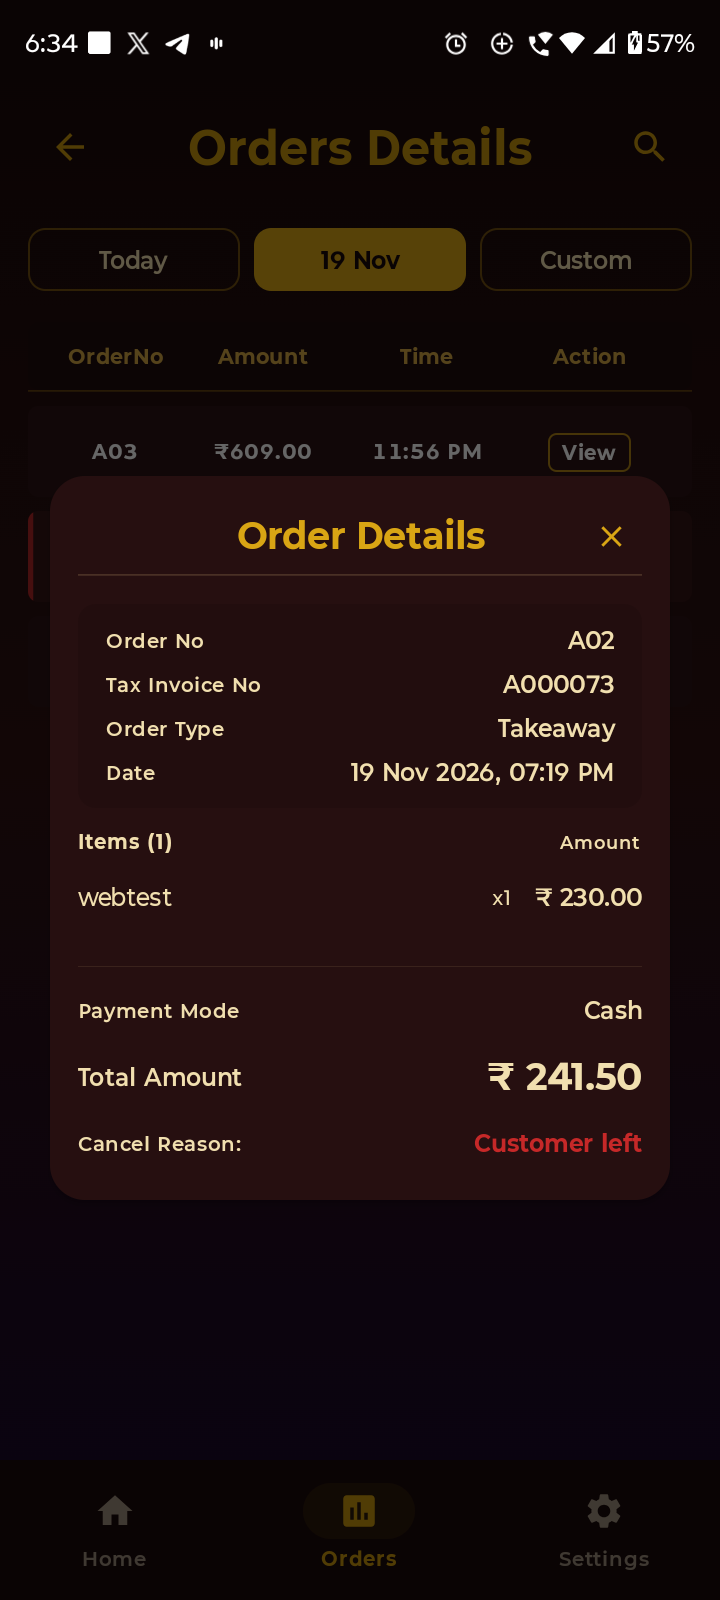 6:34 57%
Orders Details
Today 19 Nov Custom
OrderNo Amount Time Action
A03 ₹609.00 11:56 PM View
Order Details
Order No A02
Tax Invoice No A000073
Order Type Takeaway
Date 19 Nov 2026, 07:19 PM
Items (1) Amount
webtest x1 ₹ 230.00
Payment Mode Cash
Total Amount ₹ 241.50
Cancel Reason: Customer left
Home Orders Settings